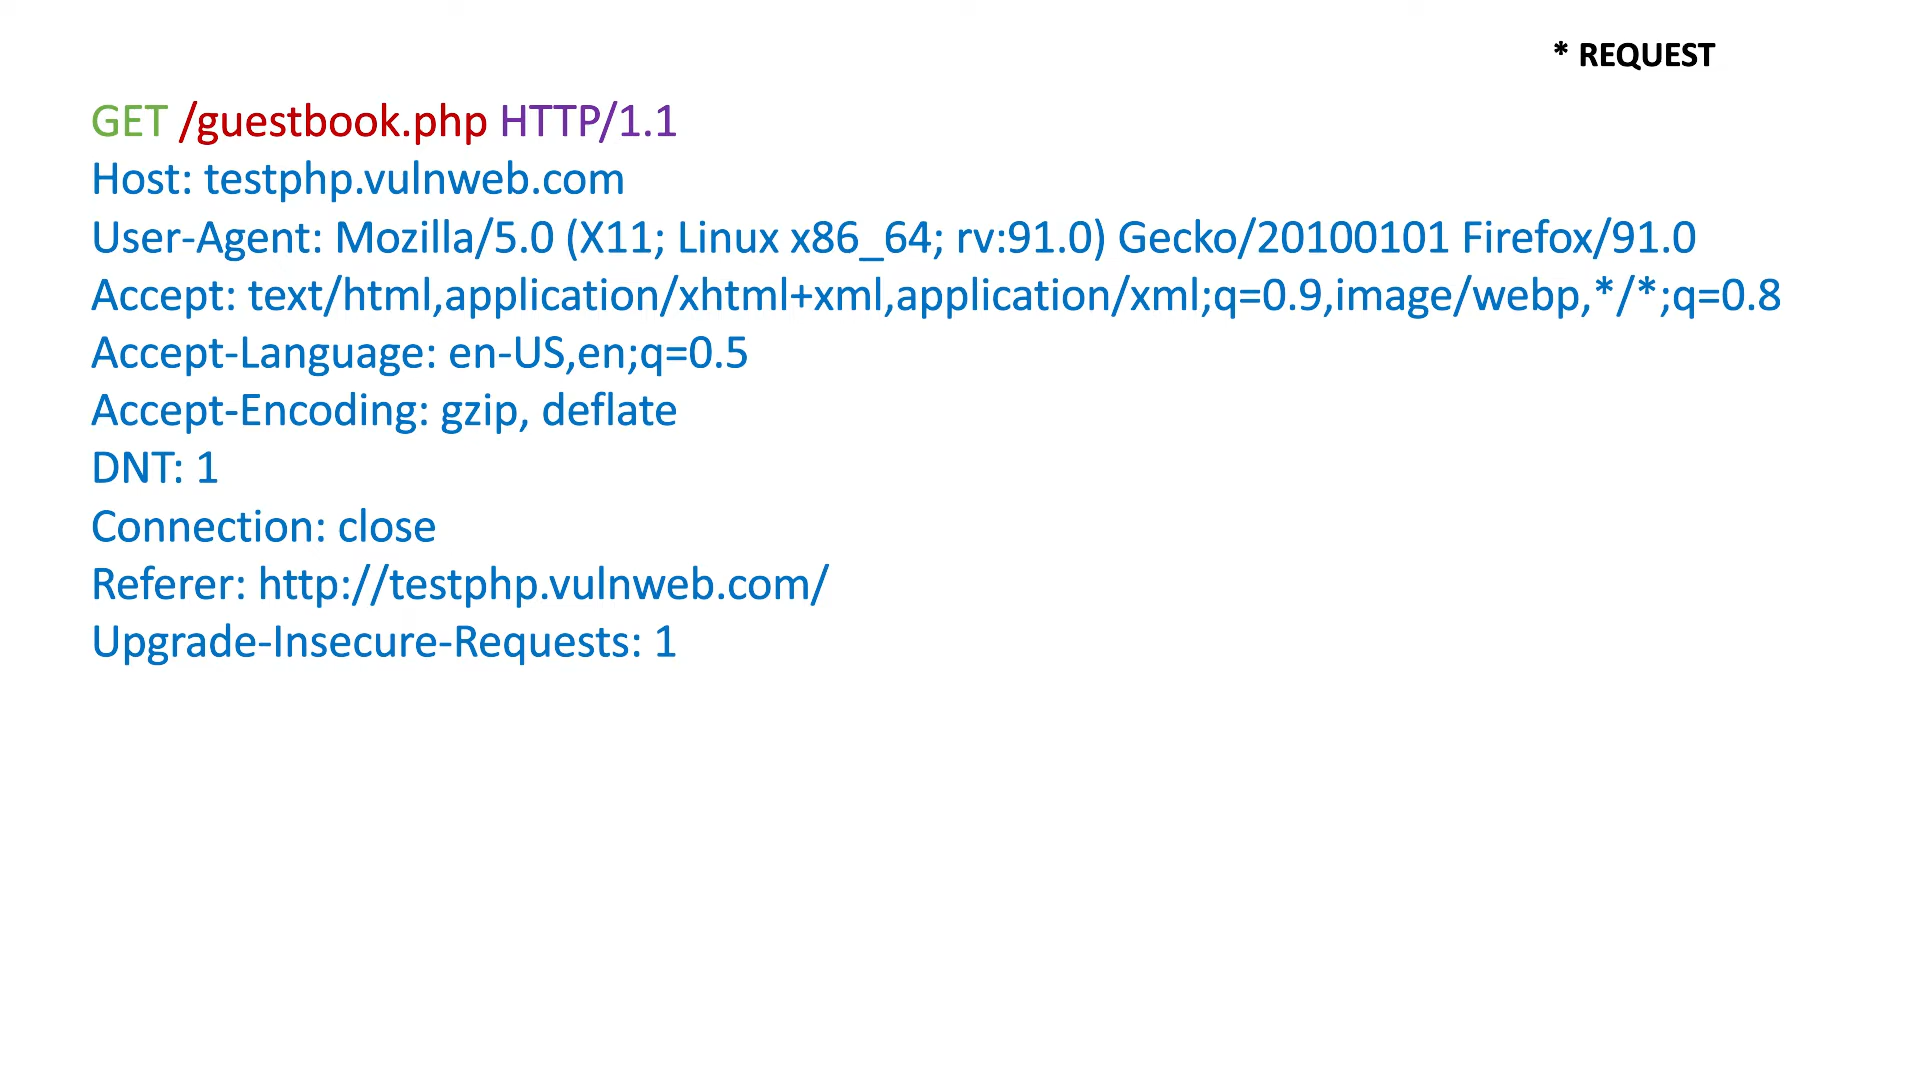 * REQUEST
GET /guestbook.php HTTP/1.1
Host: testphp.vulnweb.com
User-Agent: Mozilla/5.0 (X11; Linux x86_64; rv:91.0) Gecko/20100101 Firefox/91.0
Accept: text/html,application/xhtml+xml,application/xml;q=0.9,image/webp,*/*;q=0.8
Accept-Language: en-US,en;q=0.5
Accept-Encoding: gzip, deflate
DNT: 1
Connection: close
Referer: http://testphp.vulnweb.com/
Upgrade-Insecure-Requests: 1